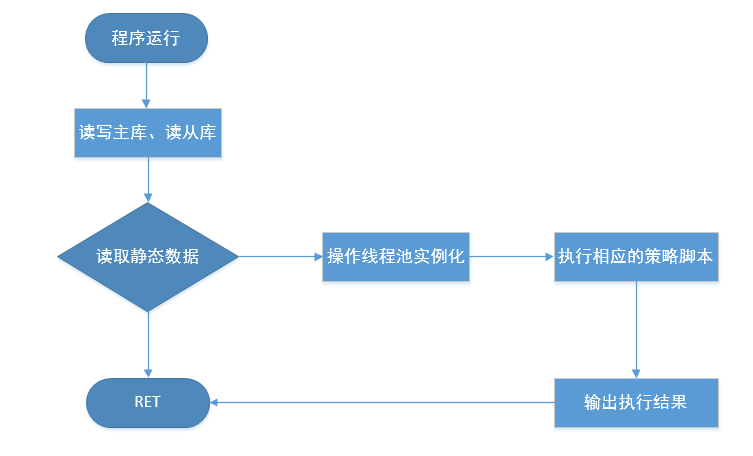 程序运行
读写主库、读从库
读取静态数据
操作线程池实例化
执行相应的策略脚本
RET
输出执行结果